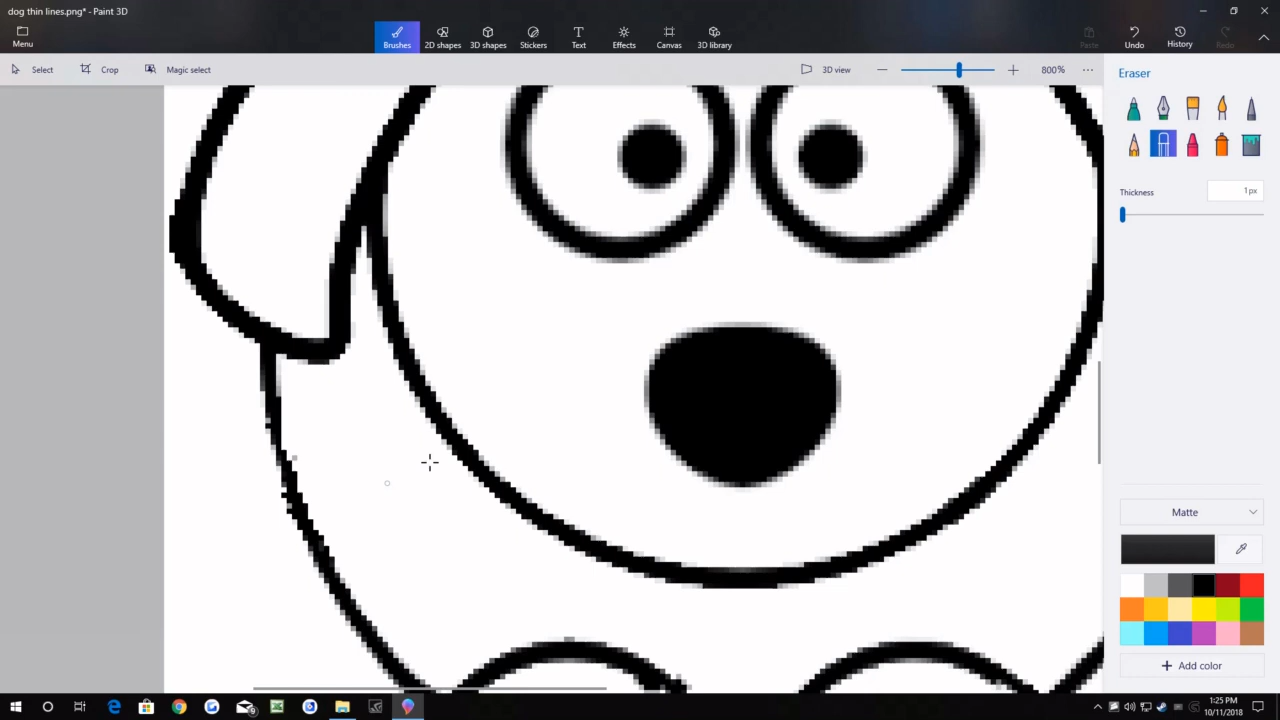 dog thin lines.png* - Paint 3D
Menu
Brushes
2D shapes
3D shapes
Stickers
Text
Effects
Canvas
3D library
Paste
Undo
History
Redo
Select
Crop
Magic select
3D view
800%
Eraser
Thickness
1px
Matte
Add color
1:25 PM
10/11/2018